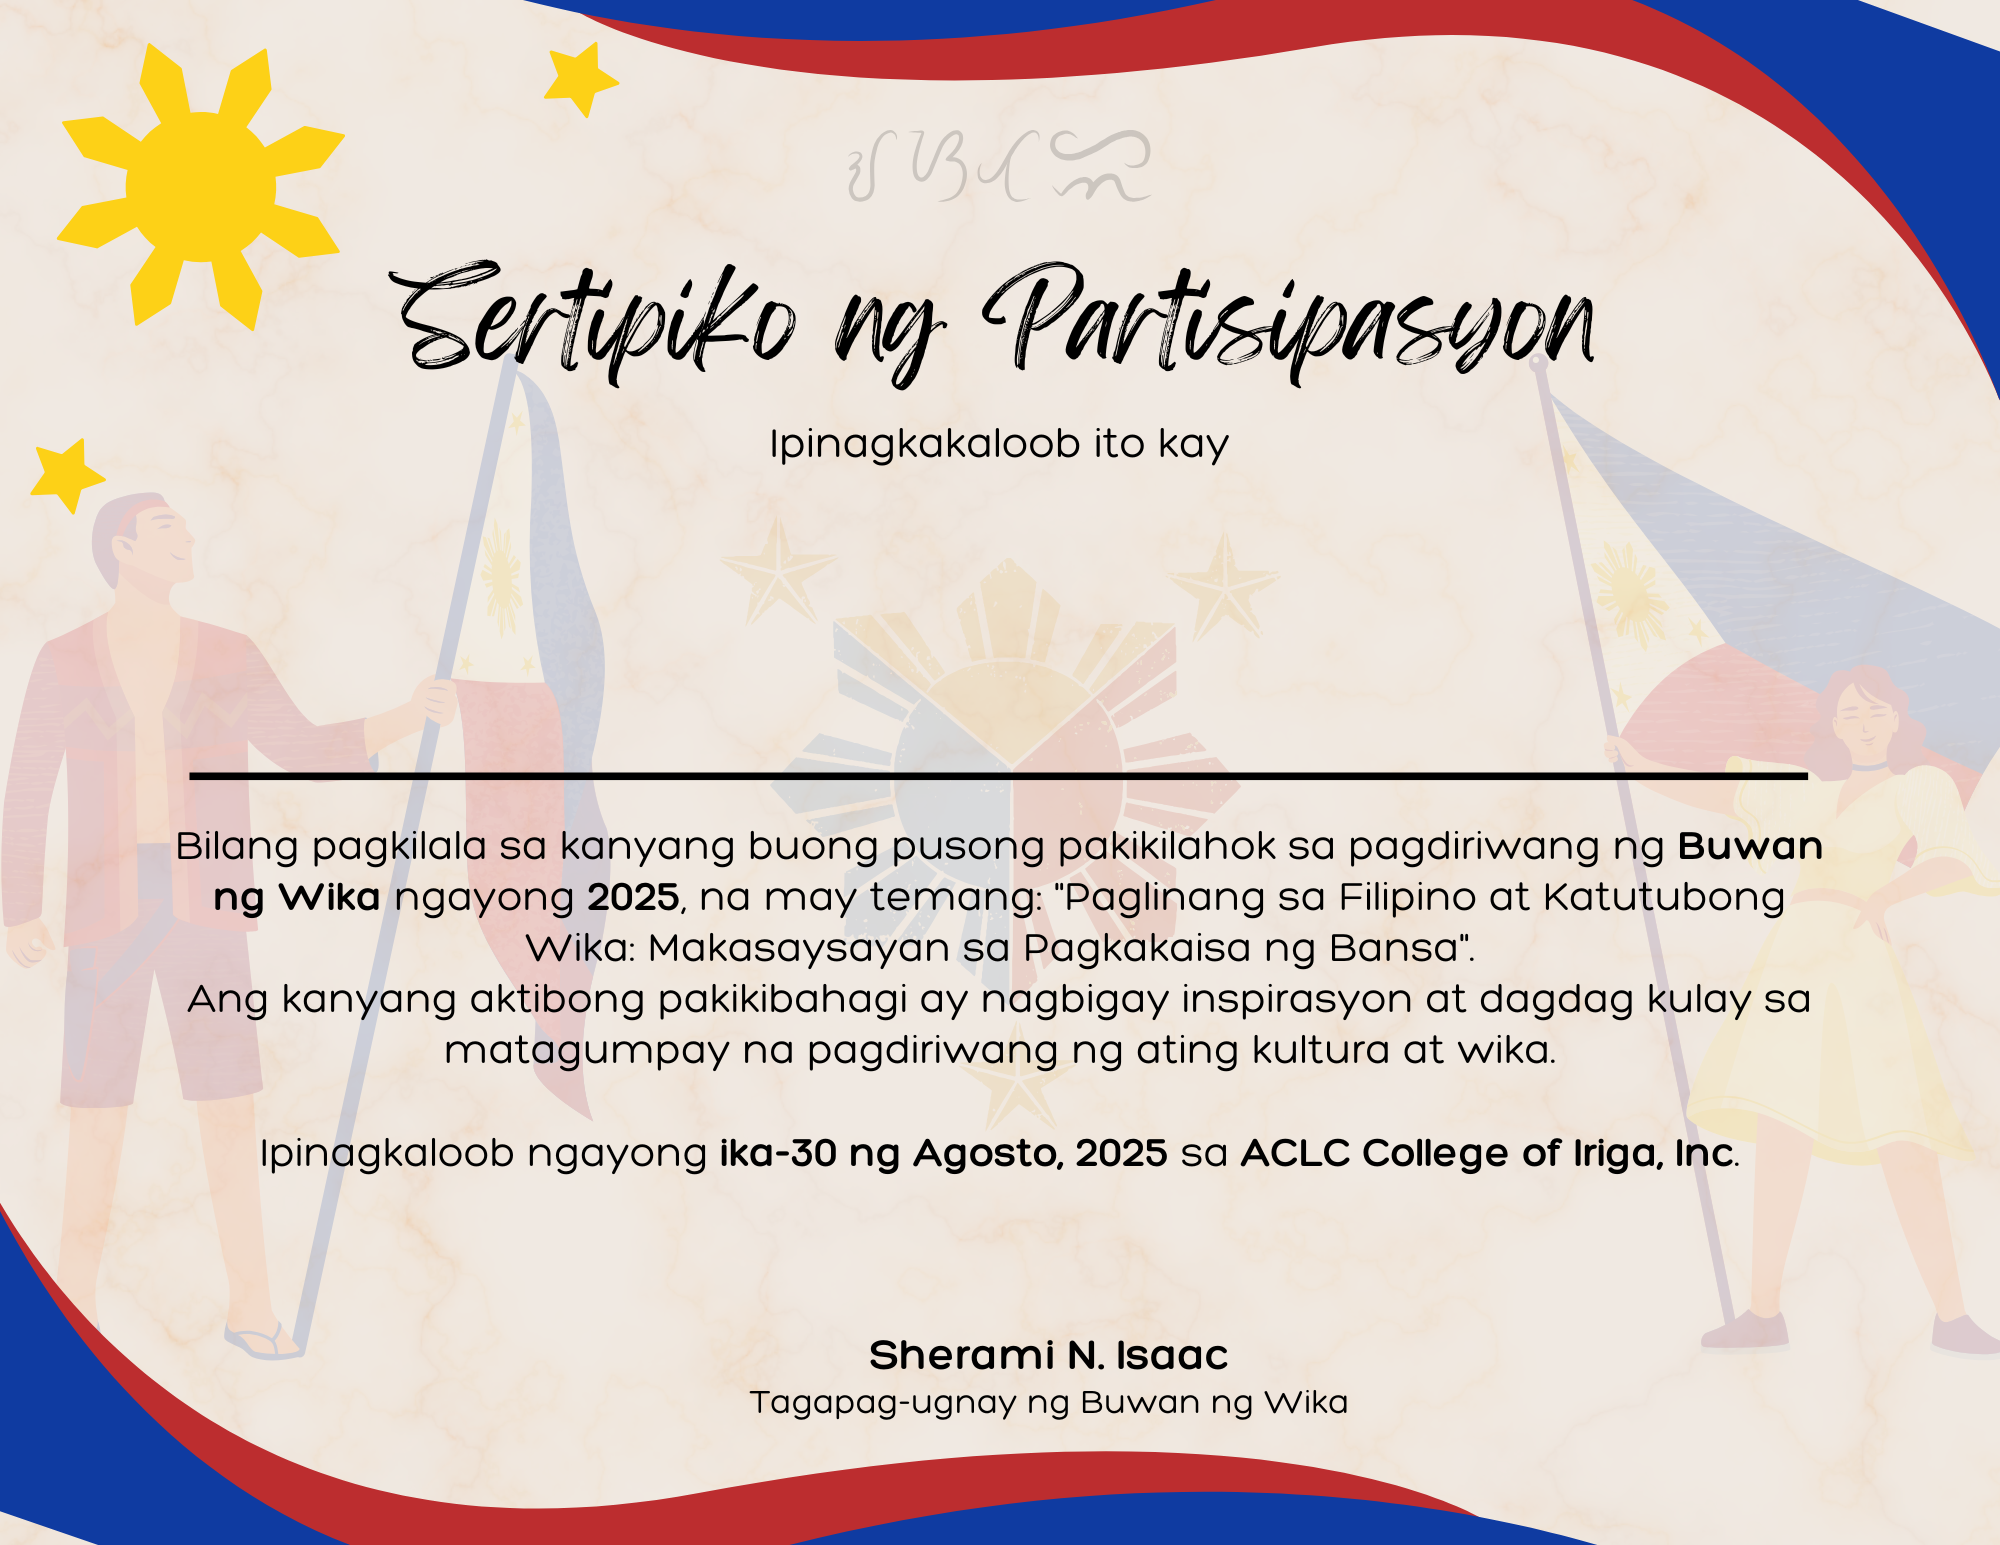 Sertipiko ng Partisipasyon
Ipinagkakaloob ito kay
Bilang pagkilala sa kanyang buong pusong pakikilahok sa pagdiriwang ng Buwan
ng Wika ngayong 2025, na may temang: "Paglinang sa Filipino at Katutubong
Wika: Makasaysayan sa Pagkakaisa ng Bansa".
Ang kanyang aktibong pakikibahagi ay nagbigay inspirasyon at dagdag kulay sa
matagumpay na pagdiriwang ng ating kultura at wika.
Ipinagkaloob ngayong ika-30 ng Agosto, 2025 sa ACLC College of Iriga, Inc.
Sherami N. Isaac
Tagapag-ugnay ng Buwan ng Wika